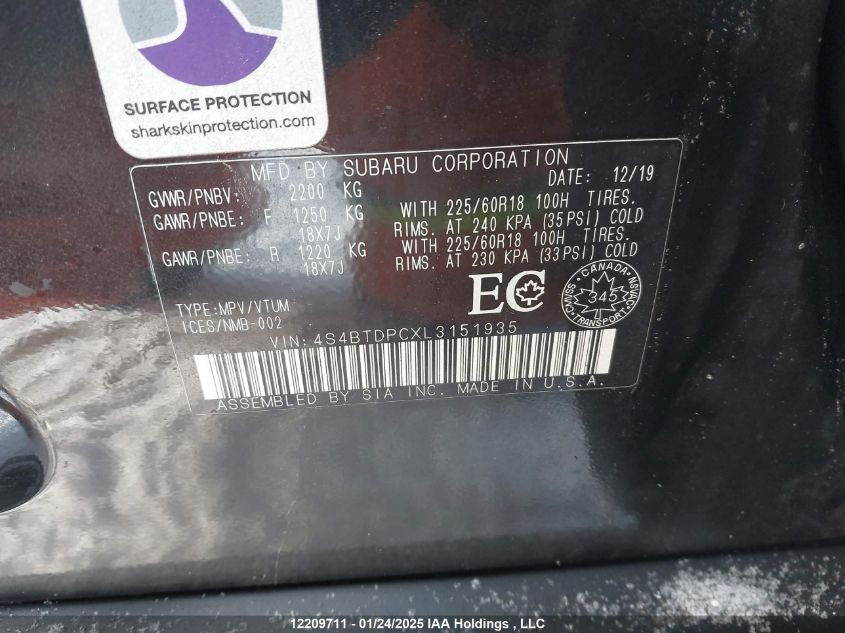 SURFACE PROTECTION
sharkskinprotection.com
MFD BY SUBARU CORPORATION
GVWR/PNBV: 2200 KG DATE: 12/19
GAWR/PNBE: F 1250 KG WITH 225/60R18 100H TIRES.
18X7J RIMS. AT 240 KPA (35PSI) COLD
GAWR/PNBE: R 1220 KG WITH 225/60R18 100H TIRES.
18X7J RIMS. AT 230 KPA (33PSI) COLD
EC
CANADA
SVMCC 345 ASVAC
TRANSPORT
TYPE:MPV/VTUM
ICES/NMB-002
VIN: 4S4BTDPCXL3151935
ASSEMBLED BY SIA INC. MADE IN U.S.A.
12209711 - 01/24/2025 IAA Holdings , LLC